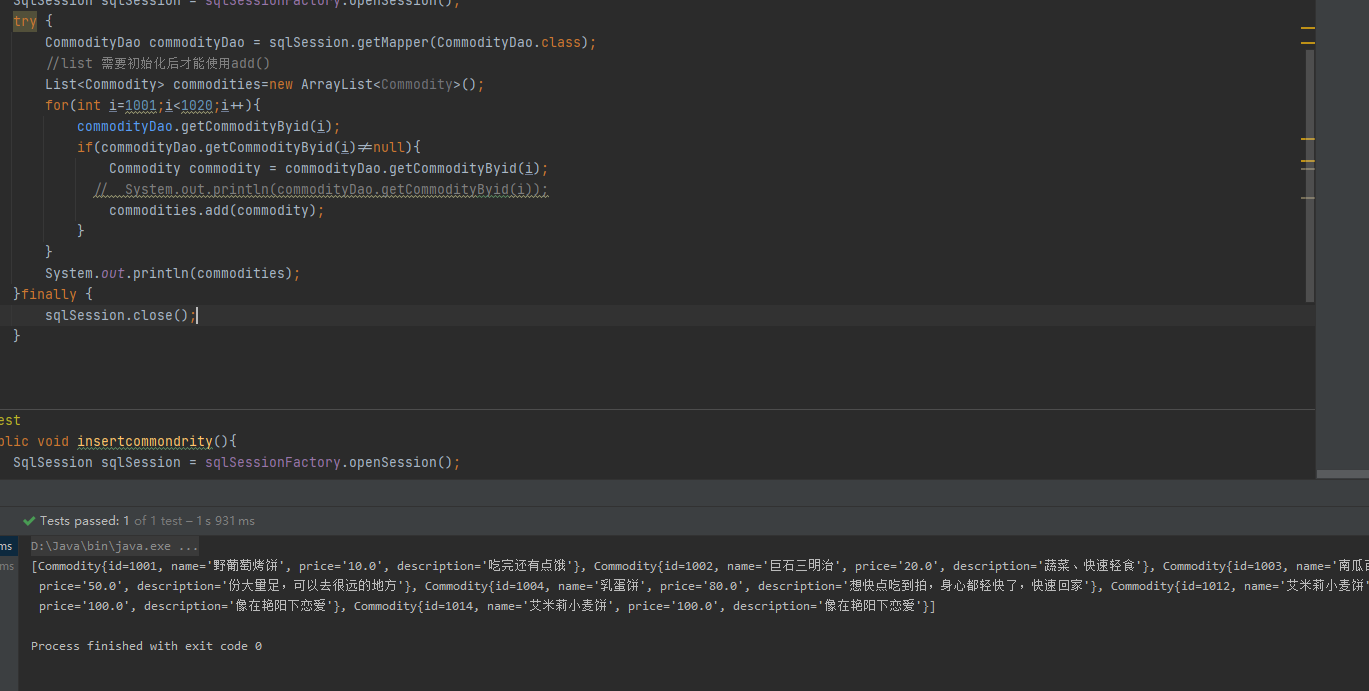 SqlSession sqlSession = sqlSessionFactory.openSession();
try {
CommodityDao commodityDao = sqlSession.getMapper(CommodityDao.class);
//list 需要初始化后才能使用add()
List<Commodity> commodities=new ArrayList<Commodity>();
for(int i=1001;i<1020;i++){
commodityDao.getCommodityByid(i);
if(commodityDao.getCommodityByid(i)≠null){
Commodity commodity = commodityDao.getCommodityByid(i);
// System.out.println(commodityDao.getCommodityByid(i));
commodities.add(commodity);
}
}
System.out.println(commodities);
}finally {
sqlSession.close();
}
est
blic void insertcommondrity(){
SqlSession sqlSession = sqlSessionFactory.openSession();
Tests passed: 1 of 1 test – 1 s 931 ms
ms D:\Java\bin\java.exe ...
ms [Commodity{id=1001, name='野葡萄烤饼', price='10.0', description='吃完还有点饿'}, Commodity{id=1002, name='巨石三明治', price='20.0', description='蔬菜、快速轻食'}, Commodity{id=1003, name='南瓜
price='50.0', description='份大量足，可以去很远的地方'}, Commodity{id=1004, name='乳蛋饼', price='80.0', description='想快点吃到拍，身心都轻快了，快速回家'}, Commodity{id=1012, name='艾米莉小麦饼'
price='100.0', description='像在艳阳下恋爱'}, Commodity{id=1014, name='艾米莉小麦饼', price='100.0', description='像在艳阳下恋爱'}]
Process finished with exit code 0